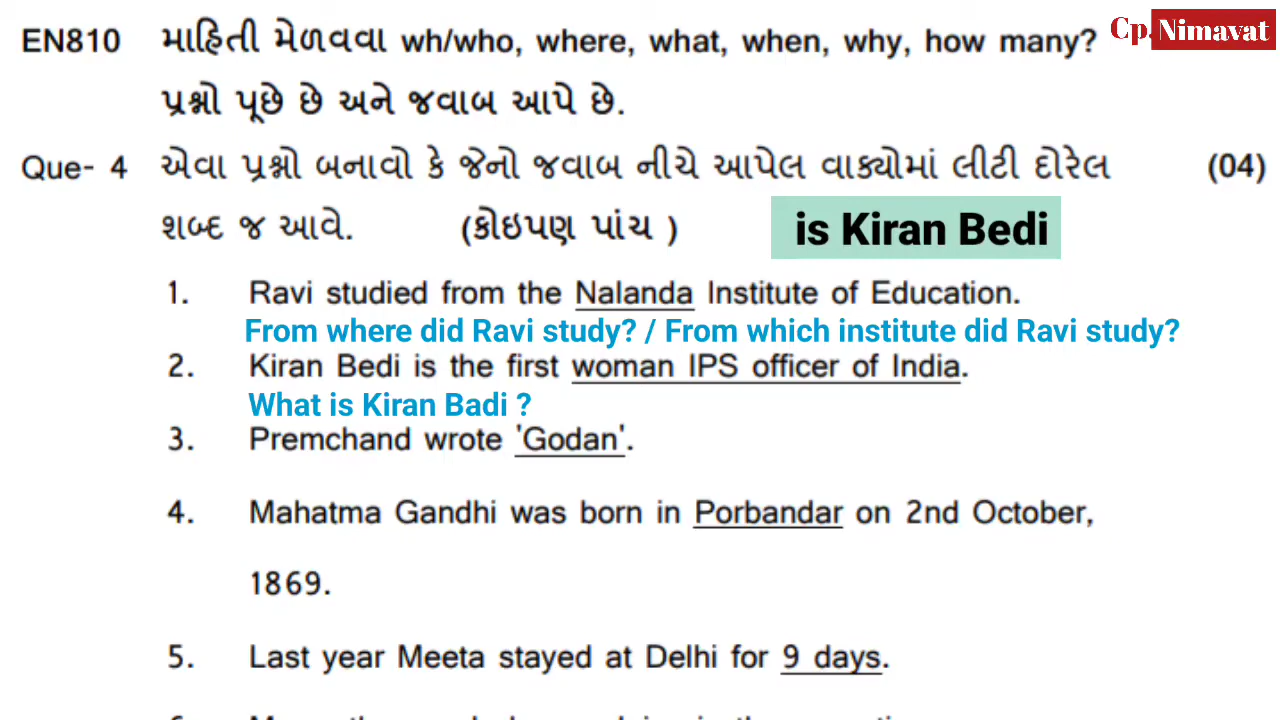 Cp. Nimavat
EN810 માહિતી મેળવવા wh/who, where, what, when, why, how many?
પ્રશ્નો પૂછે છે અને જવાબ આપે છે.
Que- 4 એવા પ્રશ્નો બનાવો કે જેનો જવાબ નીચે આપેલ વાક્યોમાં લીટી દોરેલ (04)
શબ્દ જ આવે. (કોઇપણ પાંચ ) is Kiran Bedi
1. Ravi studied from the Nalanda Institute of Education.
From where did Ravi study? / From which institute did Ravi study?
2. Kiran Bedi is the first woman IPS officer of India.
What is Kiran Badi ?
3. Premchand wrote 'Godan'.
4. Mahatma Gandhi was born in Porbandar on 2nd October,
1869.
5. Last year Meeta stayed at Delhi for 9 days.